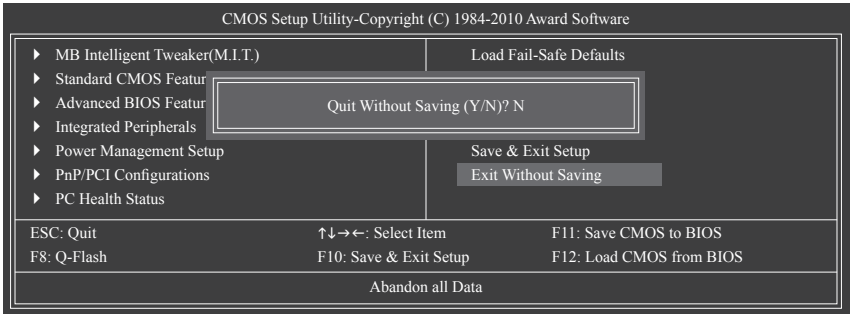 CMOS Setup Utility-Copyright (C) 1984-2010 Award Software
MB Intelligent Tweaker(M.I.T.)
Standard CMOS Featur
Advanced BIOS Featur
Integrated Peripherals
Power Management Setup
PnP/PCI Configurations
PC Health Status
Load Fail-Safe Defaults
Quit Without Saving (Y/N)? N
Save & Exit Setup
Exit Without Saving
ESC: Quit ↑↓→←: Select Item F11: Save CMOS to BIOS
F8: Q-Flash F10: Save & Exit Setup F12: Load CMOS from BIOS
Abandon all Data